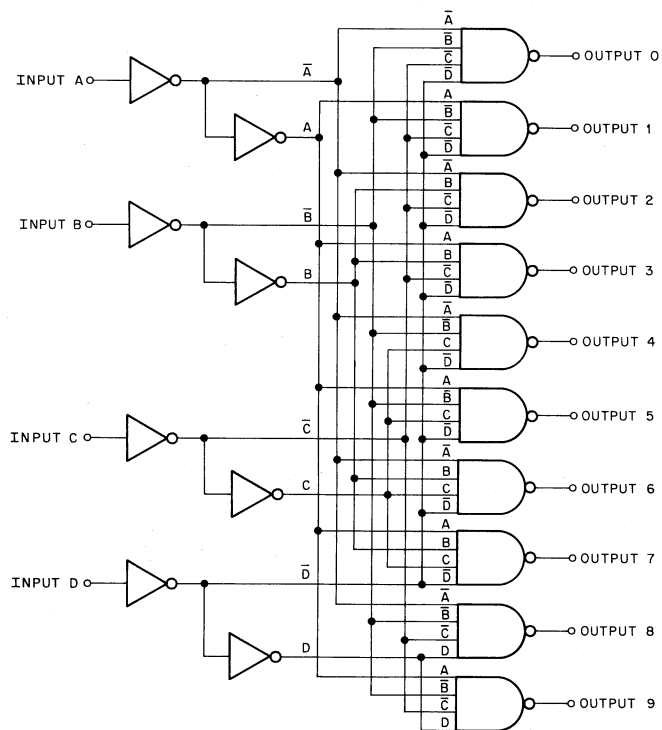 A̅
B̅
C̅
D̅
OUTPUT 0
INPUT A
A̅
A
A
B̅
C̅
D̅
OUTPUT 1
A̅
B
C̅
D̅
OUTPUT 2
INPUT B
B̅
B
A
B
C̅
D̅
OUTPUT 3
A̅
B̅
C
D̅
OUTPUT 4
A
B̅
C
D̅
OUTPUT 5
INPUT C
C̅
C
A̅
B
C
D̅
OUTPUT 6
A
B
C
D̅
OUTPUT 7
INPUT D
D̅
D
A̅
B̅
C̅
D
OUTPUT 8
A
B̅
C̅
D
OUTPUT 9